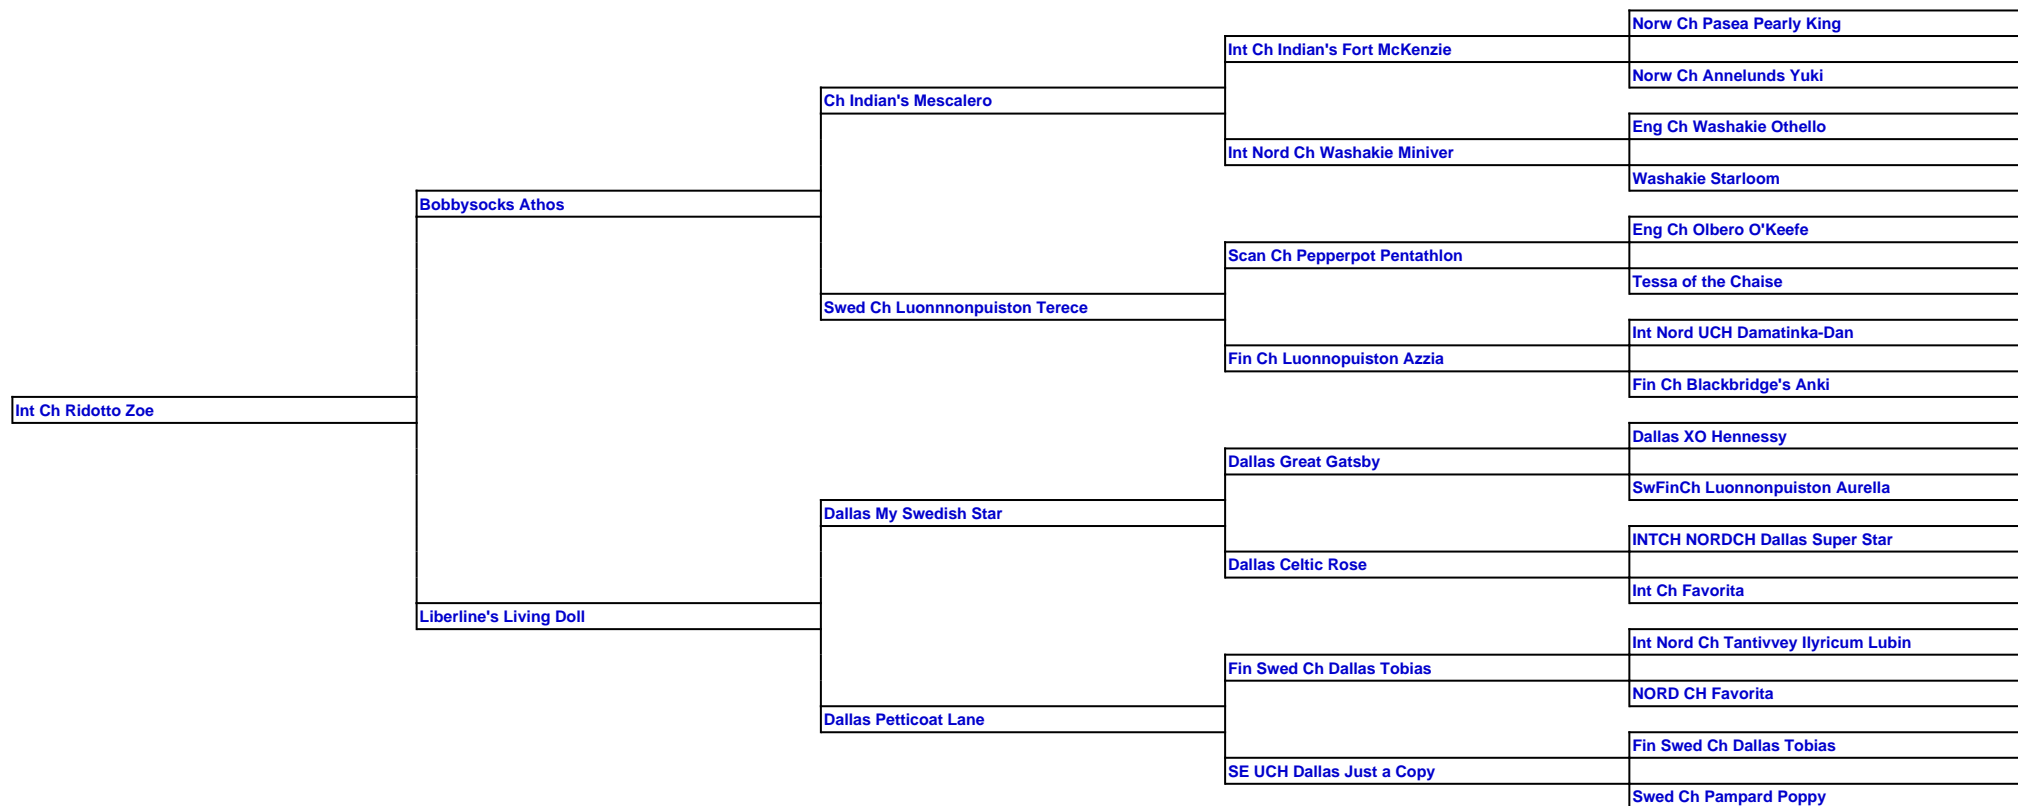 Norw Ch Pasea Pearly King
Int Ch Indian's Fort McKenzie
Norw Ch Annelunds Yuki
Ch Indian's Mescalero
Eng Ch Washakie Othello
Int Nord Ch Washakie Miniver
Washakie Starloom
Bobbysocks Athos
Eng Ch Olbero O'Keefe
Scan Ch Pepperpot Pentathlon
Tessa of the Chaise
Swed Ch Luonnnonpuiston Terece
Int Nord UCH Damatinka-Dan
Fin Ch Luonnopuiston Azzia
Fin Ch Blackbridge's Anki
Int Ch Ridotto Zoe
Dallas XO Hennessy
Dallas Great Gatsby
SwFinCh Luonnonpuiston Aurella
Dallas My Swedish Star
INTCH NORDCH Dallas Super Star
Dallas Celtic Rose
Int Ch Favorita
Liberline's Living Doll
Int Nord Ch Tantivvey Ilyricum Lubin
Fin Swed Ch Dallas Tobias
NORD CH Favorita
Dallas Petticoat Lane
Fin Swed Ch Dallas Tobias
SE UCH Dallas Just a Copy
Swed Ch Pampard Poppy